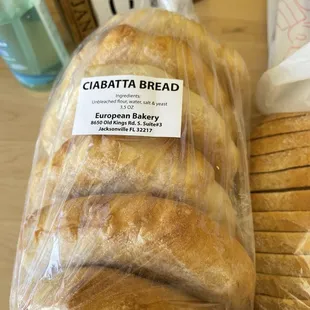 CIABATTA BREAD
Ingredients:
Unbreached flour, water, salt & yeast
3,5 OZ
European Bakery
8650 Old Kings Rd. S. Suite#3
Jacksonville FL 32217